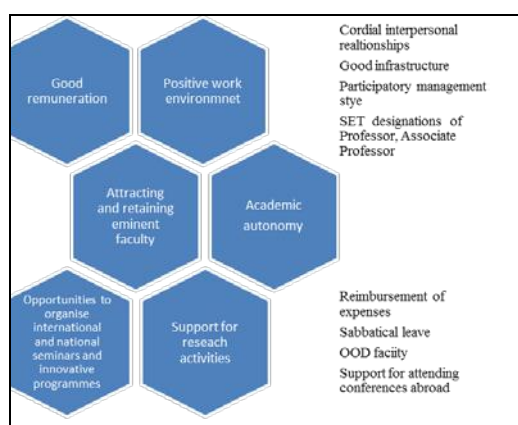 Good
remuneration
Positive work
environmnet
Cordial interpersonal
realtionships
Good infrastructure
Participatory management
stye
SET designations of
Professor, Associate
Professor
Attracting
and retaining
eminent
faculty
Academic
autonomy
Opportunities to
organise
international
and national
seminars and
innovative
programmes
Support for
reseach
activities
Reimbursement of
expenses
Sabbatical leave
OOD faciity
Support for attending
conferences abroad